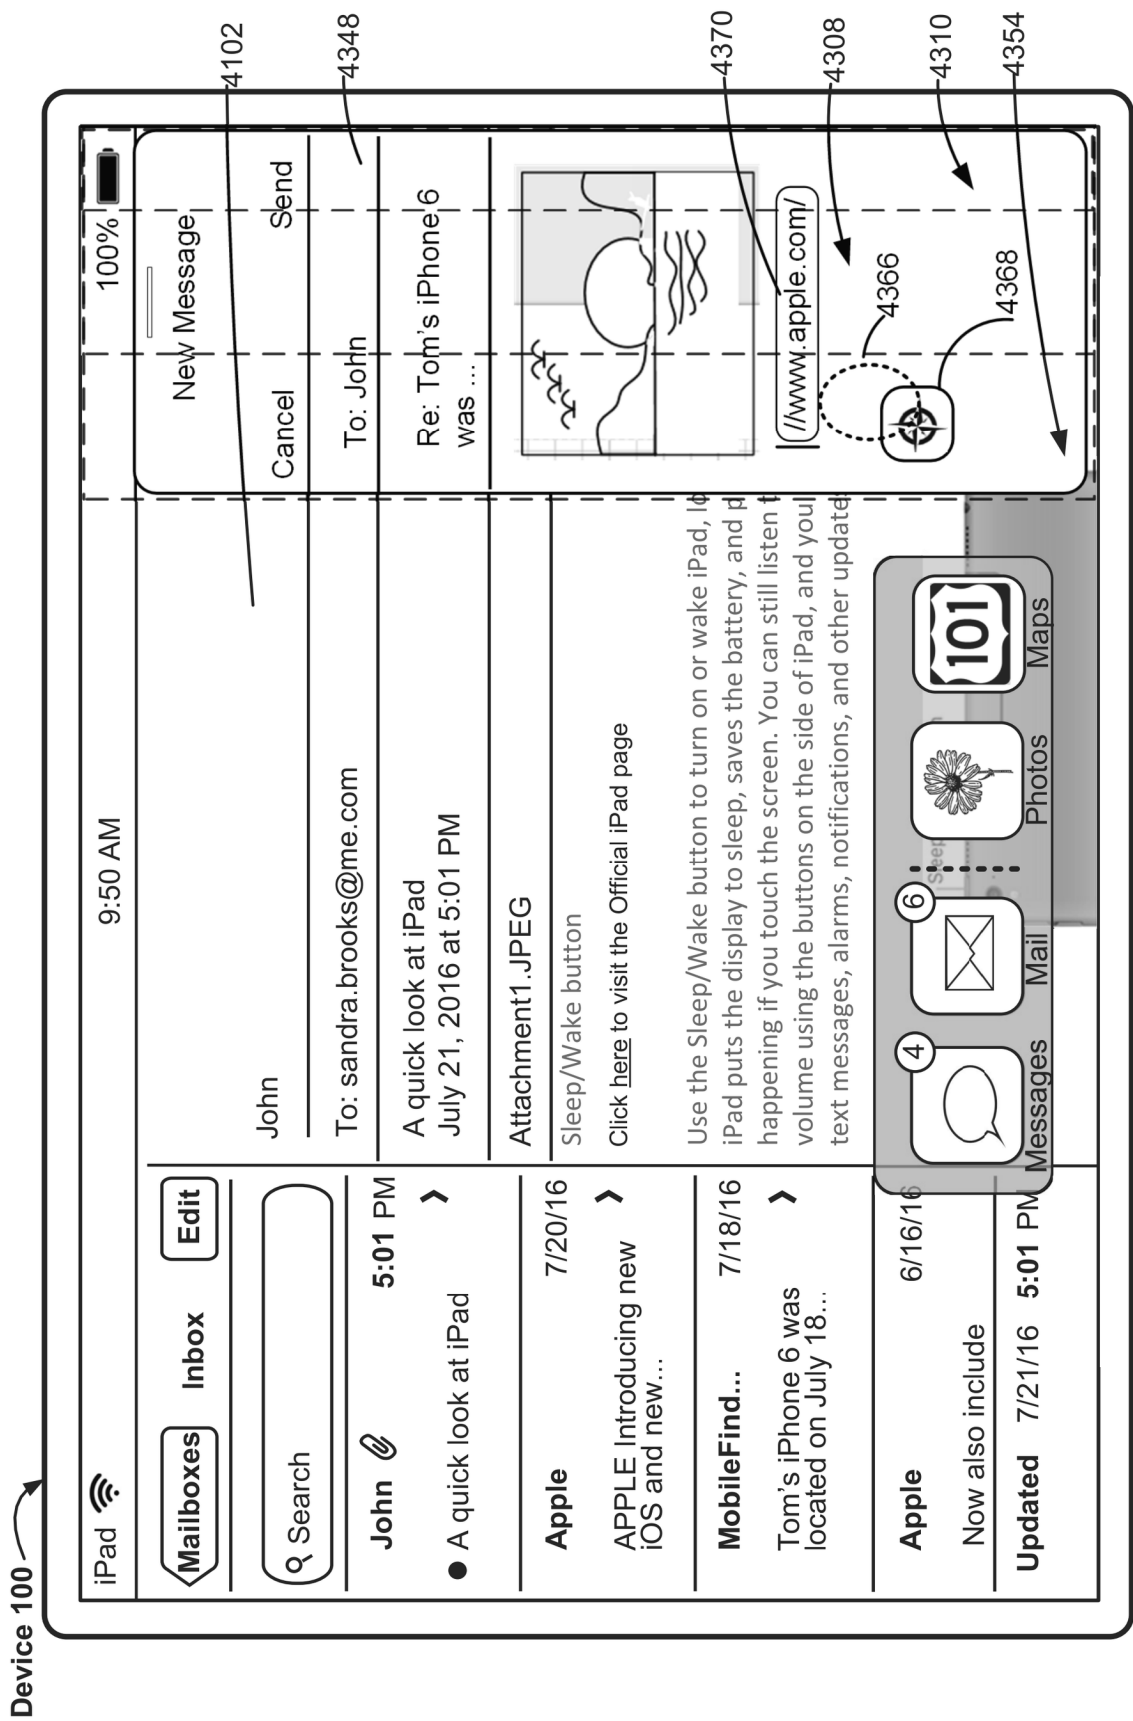 Device 100
iPad
9:50 AM
100%
Mailboxes
Inbox
Edit
Search
John
5:01 PM
A quick look at iPad
Apple
7/20/16
APPLE Introducing new
iOS and new...
MobileFind...
7/18/16
Tom's iPhone 6 was
located on July 18...
Apple
6/16/16
Now also include
Updated 7/21/16 5:01 PM
John
To: sandra.brooks@me.com
A quick look at iPad
July 21, 2016 at 5:01 PM
Attachment1.JPEG
Sleep/Wake button
Click here to visit the Official iPad page
Use the Sleep/Wake button to turn on or wake iPad, lo
iPad puts the display to sleep, saves the battery, and p
happening if you touch the screen. You can still listen t
volume using the buttons on the side of iPad, and you
text messages, alarms, notifications, and other update
Sleep
4
Messages
6
Mail
Photos
101
Maps
New Message
Cancel
Send
To: John
Re: Tom's iPhone 6
was ...
//www.apple.com/
4366
4368
4102
4348
4370
4308
4310
4354